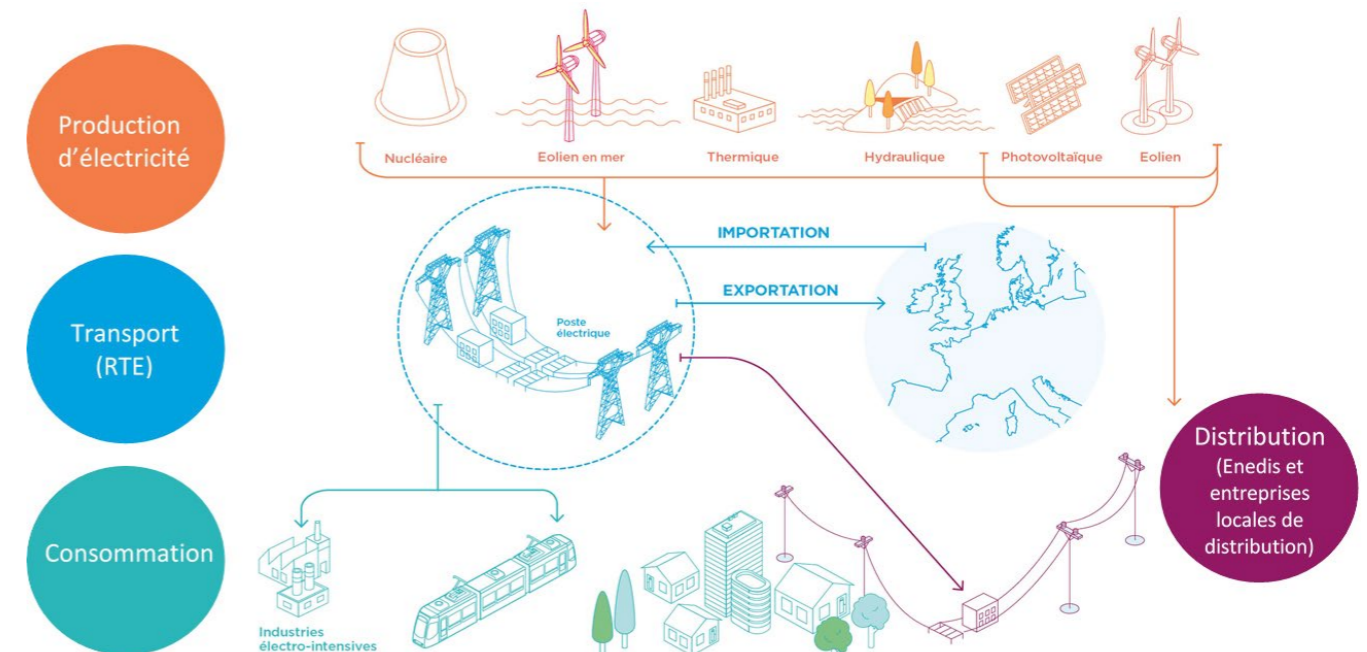 Production
d'électricité
Nucléaire
Eolien en mer
Thermique
Hydraulique
Photovoltaïque
Eolien
IMPORTATION
EXPORTATION
Transport
(RTE)
Poste
électrique
Distribution
(Enedis et
entreprises
locales de
distribution)
Consommation
Industries
électro-intensives